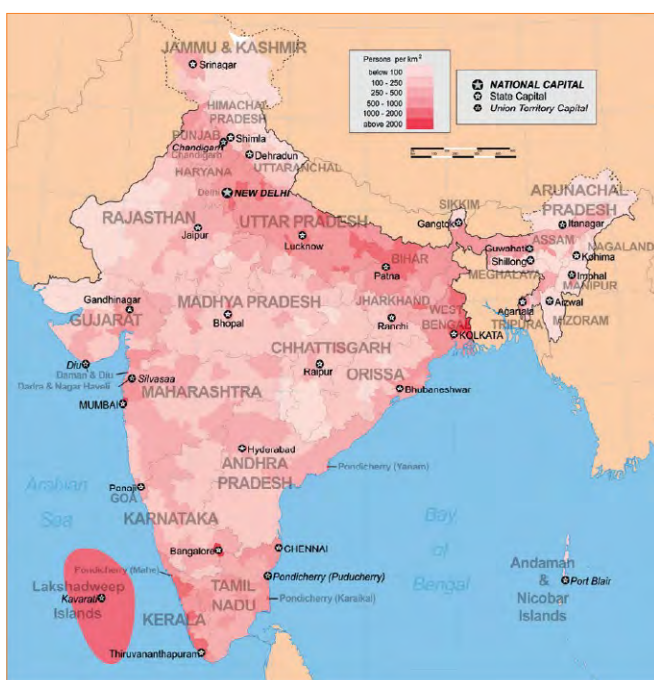 JAMMU & KASHMIR
Srinagar
Persons per km²
below 100
100 - 250
250 - 500
500 - 1000
1000 - 2000
above 2000
NATIONAL CAPITAL
State Capital
Union Territory Capital
HIMACHAL
PRADESH
PUNJAB
Shimla
Chandigarh
Chandigarh
Dehradun
UTTARANCHAL
HARYANA
Delhi
NEW DELHI
ARUNACHAL
PRADESH
SIKKIM
RAJASTHAN
UTTAR PRADESH
Gangtok
Itanagar
Jaipur
Lucknow
ASSAM
NAGALAND
Guwahati
BIHAR
Shillong
Kohima
Patna
MEGHALAYA
Imphal
MANIPUR
Gandhinagar
MADHYA PRADESH
JHARKHAND
WEST
BENGAL
Agartala
Aizwal
GUJARAT
Bhopal
Ranchi
TRIPURA
MIZORAM
KOLKATA
CHHATTISGARH
Diu
Daman & Diu
Raipur
ORISSA
Silvasaa
Dadra & Nagar Haveli
MAHARASHTRA
Bhubaneshwar
MUMBAI
Hyderabad
ANDHRA
PRADESH
Pondicherry (Yanam)
Arabian
Sea
Panaji
GOA
KARNATAKA
Bay
of
Bengal
Bangalore
CHENNAI
Pondicherry (Mahe)
Lakshadweep
Islands
Kavarati
TAMIL
NADU
Pondicherry (Puducherry)
Pondicherry (Karaikal)
KERALA
Thiruvananthapuram
Andaman
&
Nicobar
Islands
Port Blair